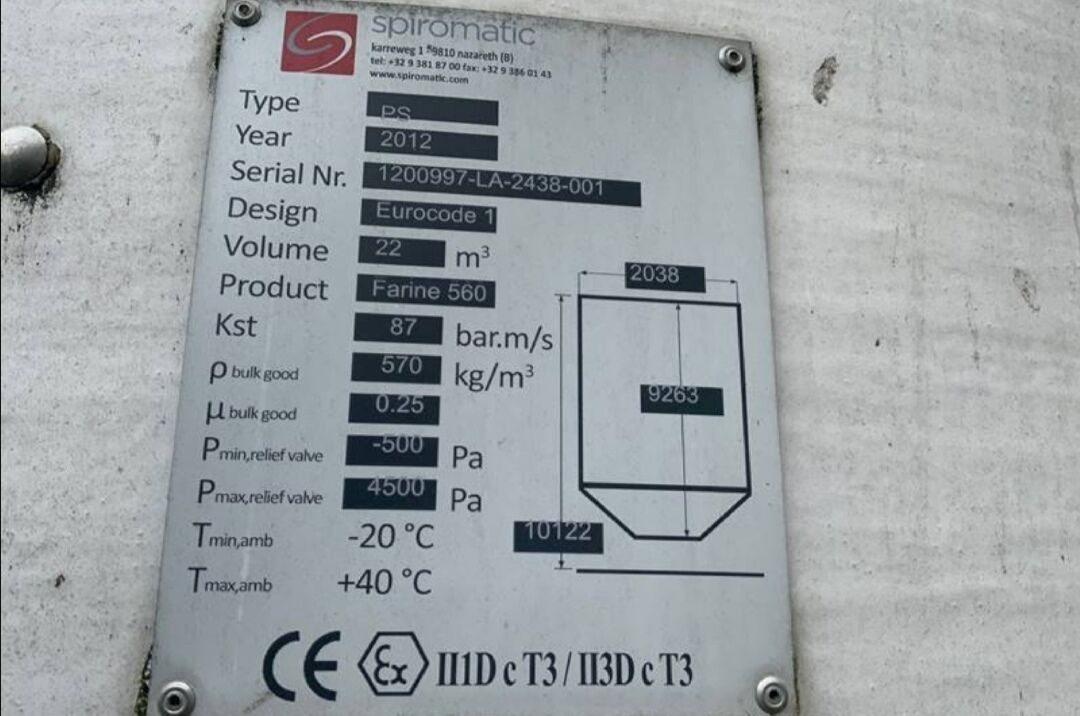 spiromatic
karreweg 1 9810 nazareth (B)
tel: +32 9 381 87 00 fax: +32 9 386 01 43
www.spiromatic.com
Type PS
Year 2012
Serial Nr. 1200997-LA-2438-001
Design Eurocode 1
Volume 22 m³
Product Farine 560
Kst 87 bar.m/s
ρ bulk good 570 kg/m³
μ bulk good 0.25
Pmin,relief valve -500 Pa
Pmax,relief valve 4500 Pa
Tmin,amb -20 °C
Tmax,amb +40 °C
2038
9263
10122
CE Ex II1D c T3 / II3D c T3